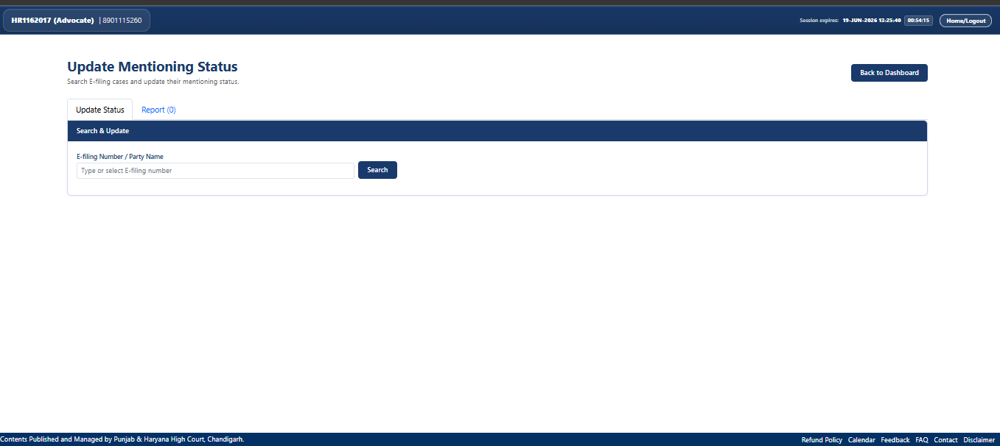 HR1162017 (Advocate) | 8901115260
Session expires: 19-JUN-2026 13:25:40 00:54:15 Home/Logout
Update Mentioning Status
Search E-filing cases and update their mentioning status.
Back to Dashboard
Update Status Report (0)
Search & Update
E-filing Number / Party Name
Type or select E-filing number Search
Contents Published and Managed by Punjab & Haryana High Court, Chandigarh.
Refund Policy Calendar Feedback FAQ Contact Disclaimer